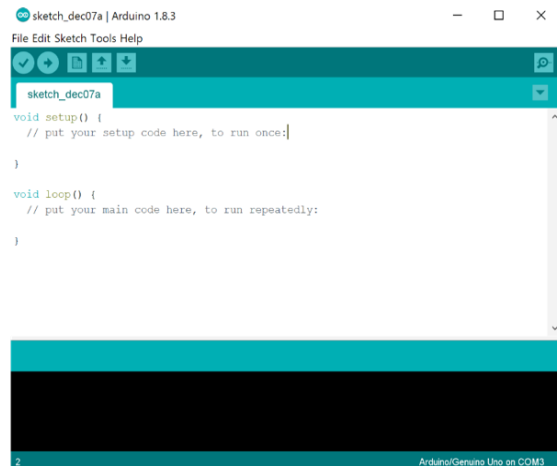 sketch_dec07a | Arduino 1.8.3
File Edit Sketch Tools Help
sketch_dec07a
void setup() {
  // put your setup code here, to run once:
}
void loop() {
  // put your main code here, to run repeatedly:
}
2
Arduino/Genuino Uno on COM3